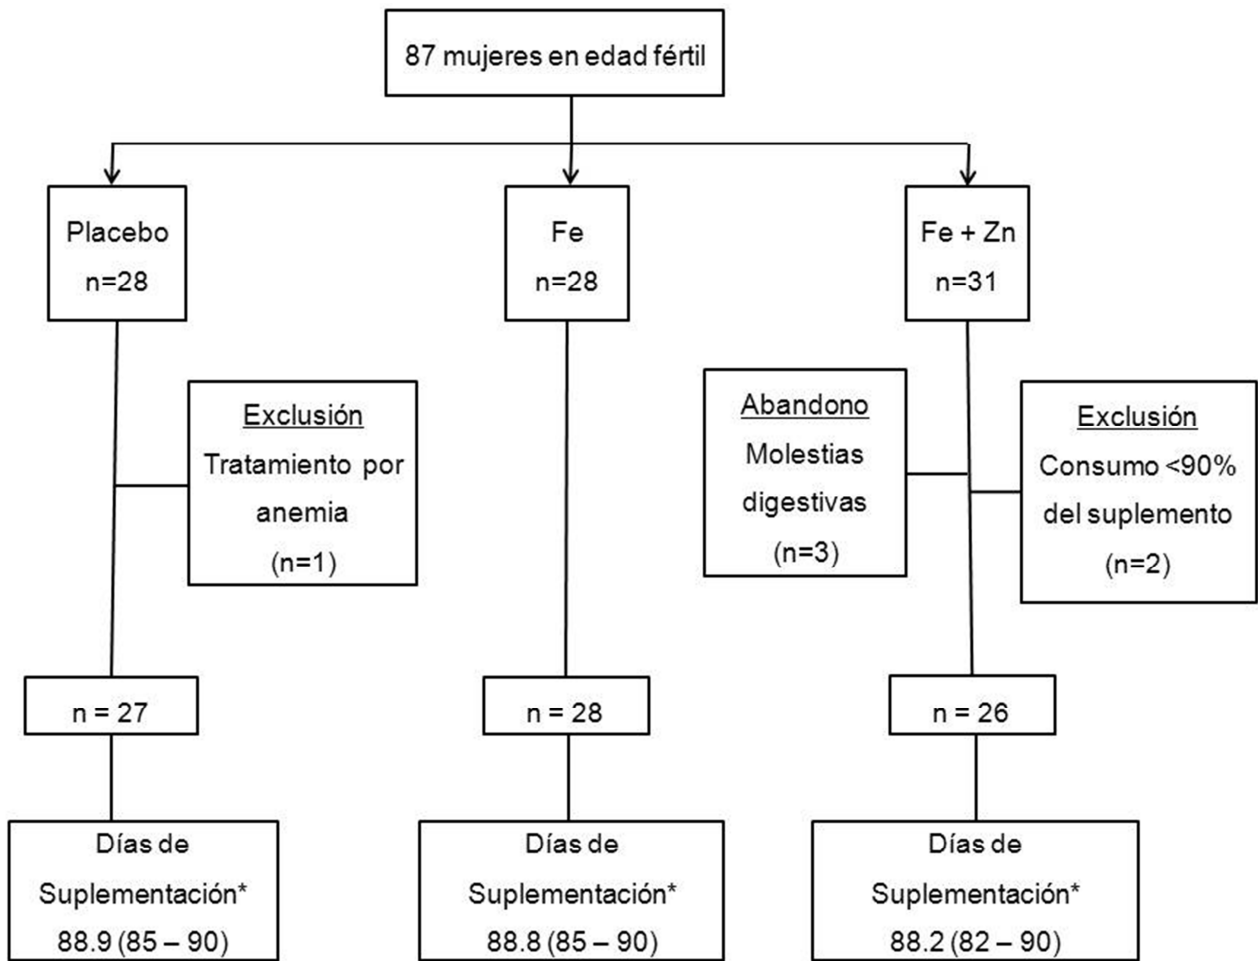 87 mujeres en edad fértil
Placebo
n=28
Fe
n=28
Fe + Zn
n=31
Exclusión
Tratamiento por
anemia
(n=1)
Abandono
Molestias
digestivas
(n=3)
Exclusión
Consumo <90%
del suplemento
(n=2)
n = 27
n = 28
n = 26
Días de
Suplementación*
88.9 (85 – 90)
Días de
Suplementación*
88.8 (85 – 90)
Días de
Suplementación*
88.2 (82 – 90)